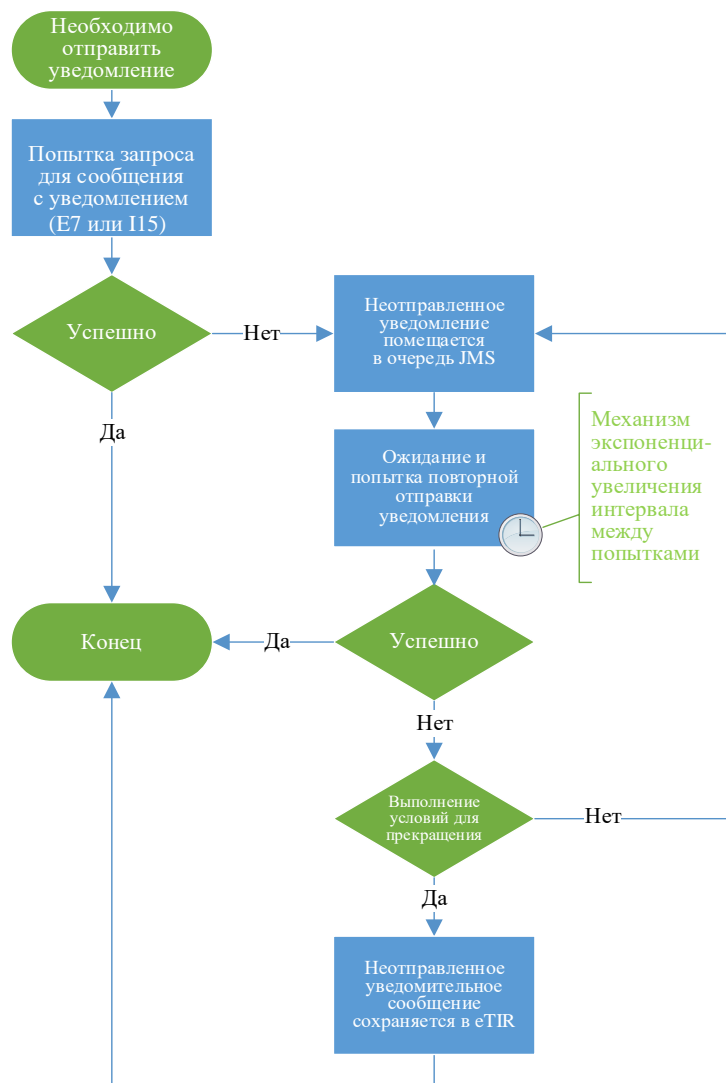 Необходимо
отправить
уведомление
Попытка запроса
для сообщения
с уведомлением
(E7 или I15)
Успешно
Нет
Неотправленное
уведомление
помещается
в очередь JMS
Да
Ожидание и
попытка повторной
отправки
уведомления
Механизм
экспоненци-
ального
увеличения
интервала
между
попытками
Конец
Да
Успешно
Нет
Выполнение
условий для
прекращения
Нет
Да
Неотправленное
уведомительное
сообщение
сохраняется в eTIR